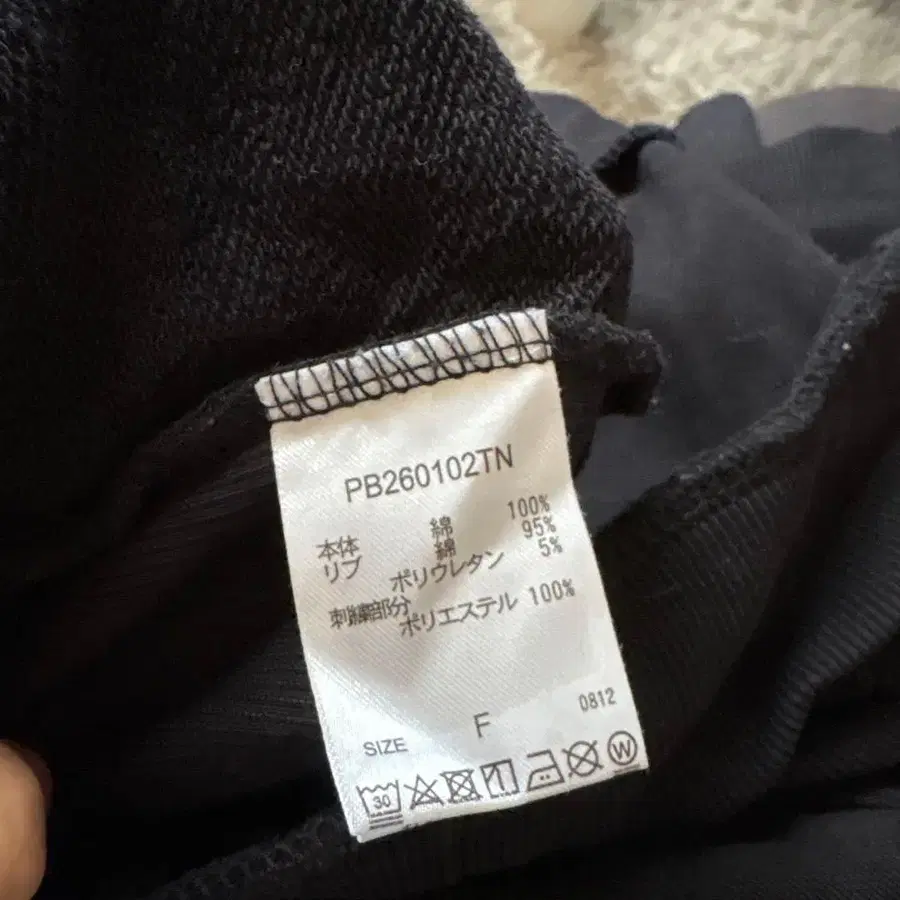 PB260102TN
本体 綿 100%
リブ 綿 95%
ポリウレタン 5%
刺繍部分
ポリエステル 100%
0812
SIZE F
30
W